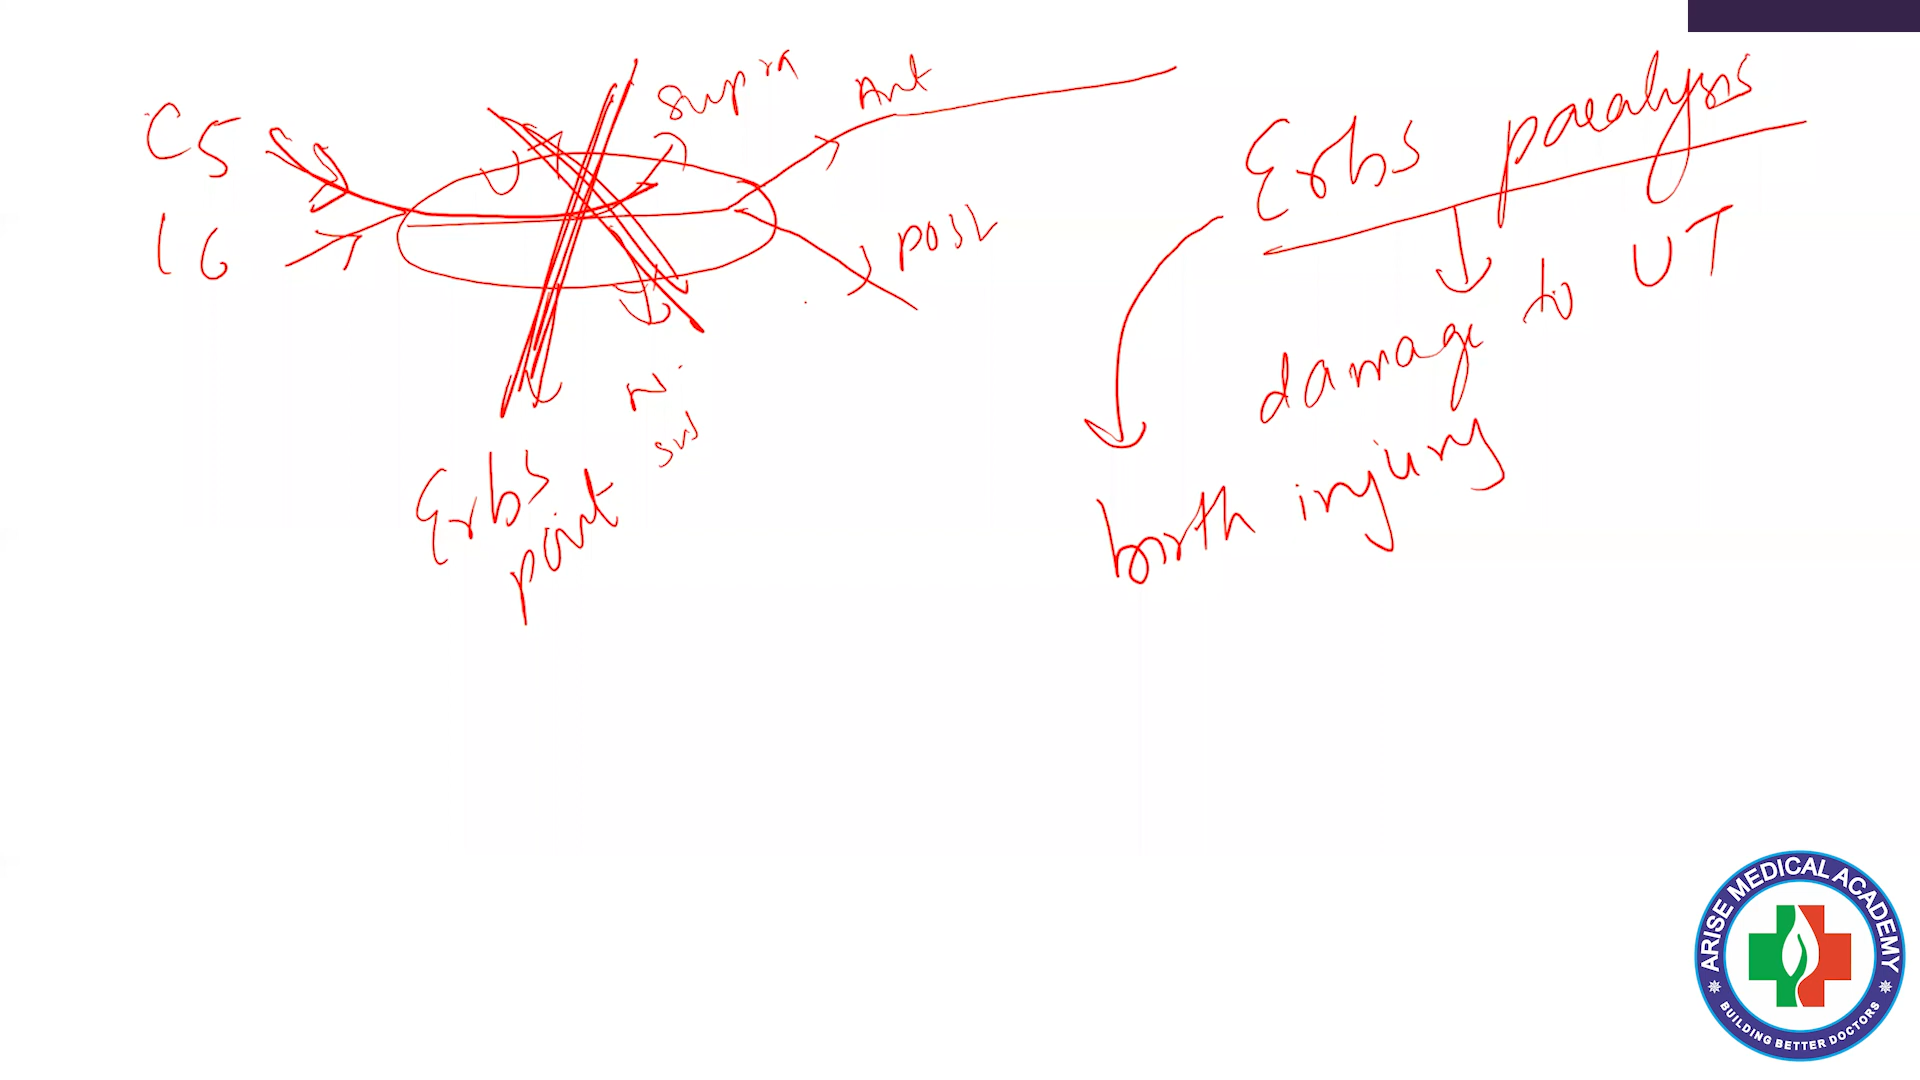 C5
C6
Supra
Ant
post
N.
Erbs
point
Erbs paralysis
damage to UT
birth injury
ARISE MEDICAL ACADEMY
BUILDING BETTER DOCTORS